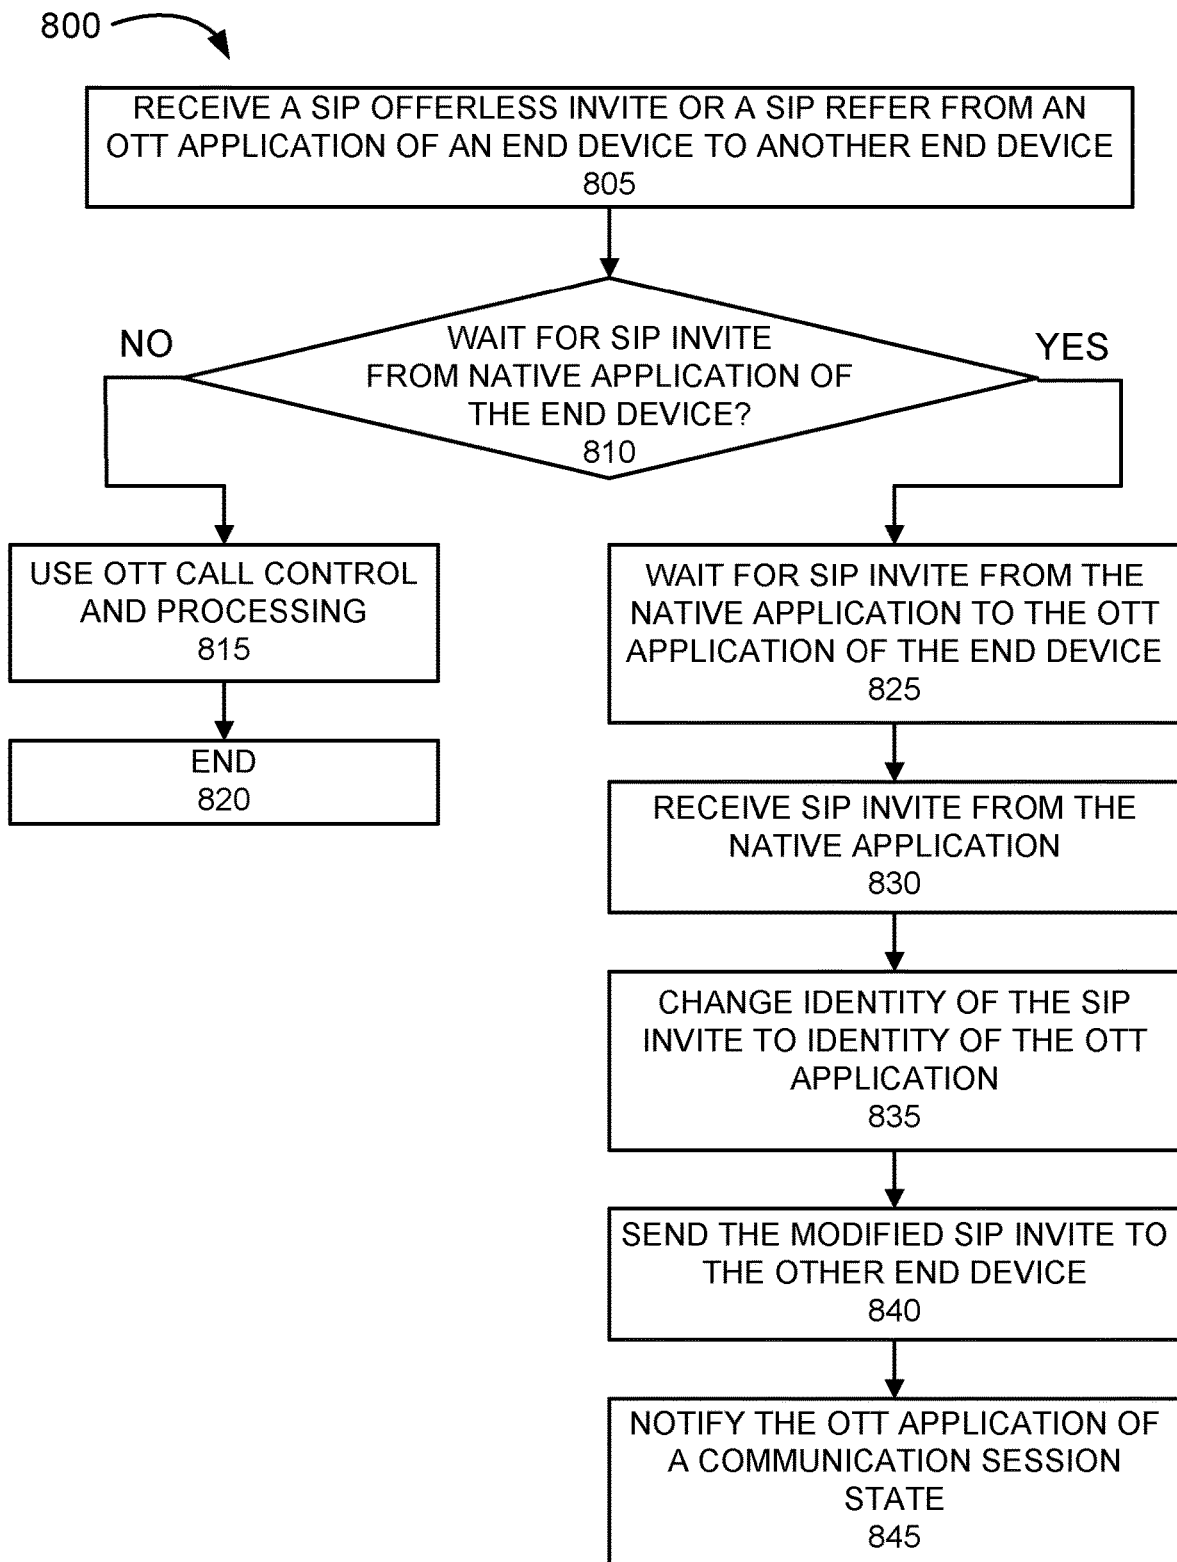 800
RECEIVE A SIP OFFERLESS INVITE OR A SIP REFER FROM AN
OTT APPLICATION OF AN END DEVICE TO ANOTHER END DEVICE
805
NO
WAIT FOR SIP INVITE
FROM NATIVE APPLICATION OF
THE END DEVICE?
810
YES
USE OTT CALL CONTROL
AND PROCESSING
815
END
820
WAIT FOR SIP INVITE FROM THE
NATIVE APPLICATION TO THE OTT
APPLICATION OF THE END DEVICE
825
RECEIVE SIP INVITE FROM THE
NATIVE APPLICATION
830
CHANGE IDENTITY OF THE SIP
INVITE TO IDENTITY OF THE OTT
APPLICATION
835
SEND THE MODIFIED SIP INVITE TO
THE OTHER END DEVICE
840
NOTIFY THE OTT APPLICATION OF
A COMMUNICATION SESSION
STATE
845